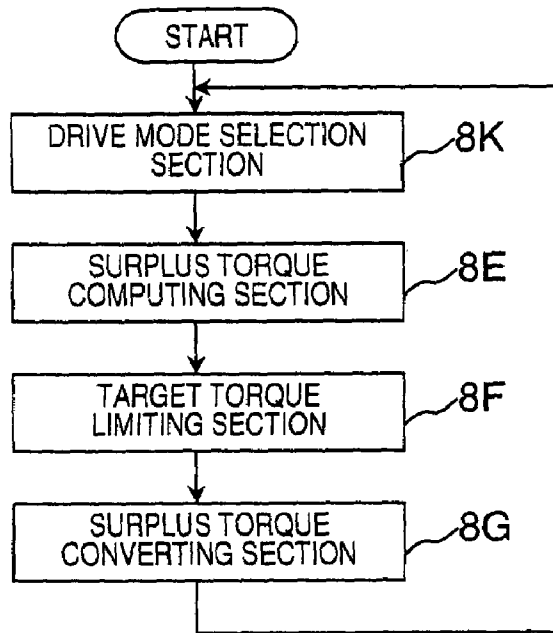 START
DRIVE MODE SELECTION
SECTION
8K
SURPLUS TORQUE
COMPUTING SECTION
8E
TARGET TORQUE
LIMITING SECTION
8F
SURPLUS TORQUE
CONVERTING SECTION
8G